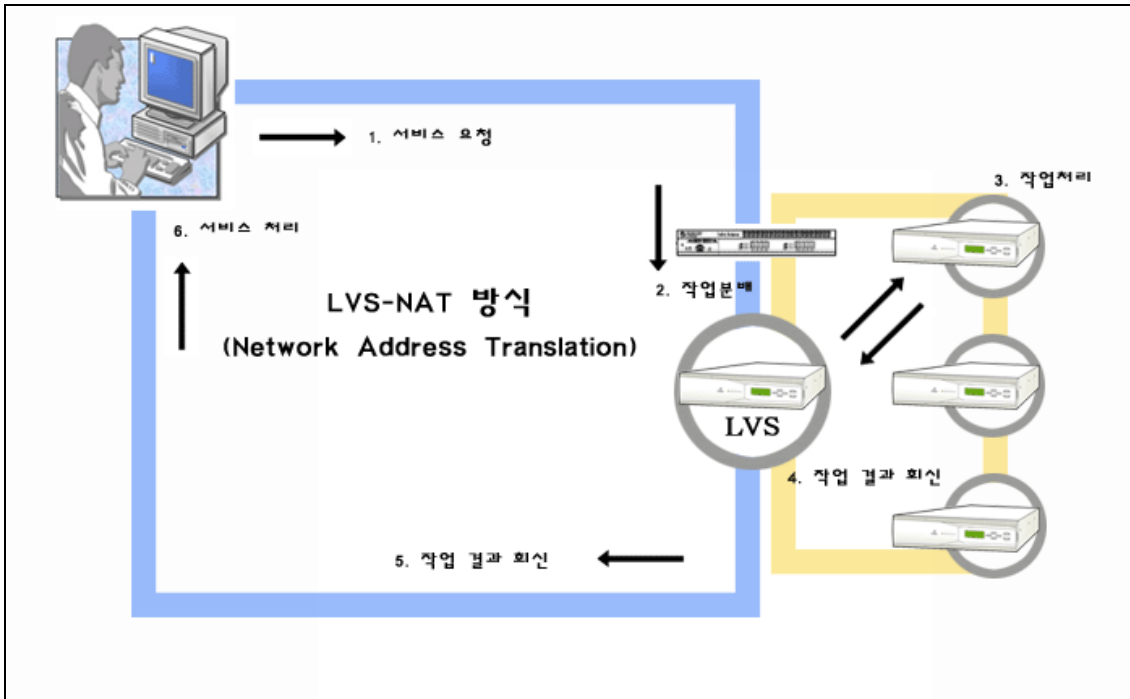 1. 서비스 요청
3. 작업처리
6. 서비스 처리
2. 작업분배
LVS-NAT 방식
(Network Address Translation)
LVS
4. 작업 결과 회신
5. 작업 결과 회신